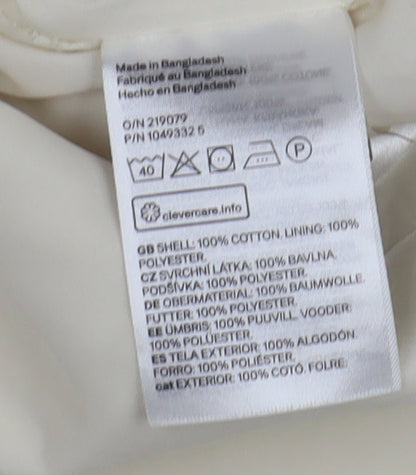 Made in Bangladesh
Fabriqué au Bangladesh
Hecho en Bangladesh
O/N 219079
P/N 1049332 5
40
P
clevercare.info
GB SHELL: 100% COTTON. LINING: 100%
POLYESTER.
CZ SVRCHNÍ LÁTKA: 100% BAVLNA.
PODŠÍVKA: 100% POLYESTER.
DE OBERMATERIAL: 100% BAUMWOLLE.
FUTTER: 100% POLYESTER.
EE ÜMBRIS: 100% PUUVILL. VOODER:
100% POLÜESTER.
ES TELA EXTERIOR: 100% ALGODÓN.
FORRO: 100% POLIÉSTER.
cat EXTERIOR: 100% COTÓ. FOLRE: